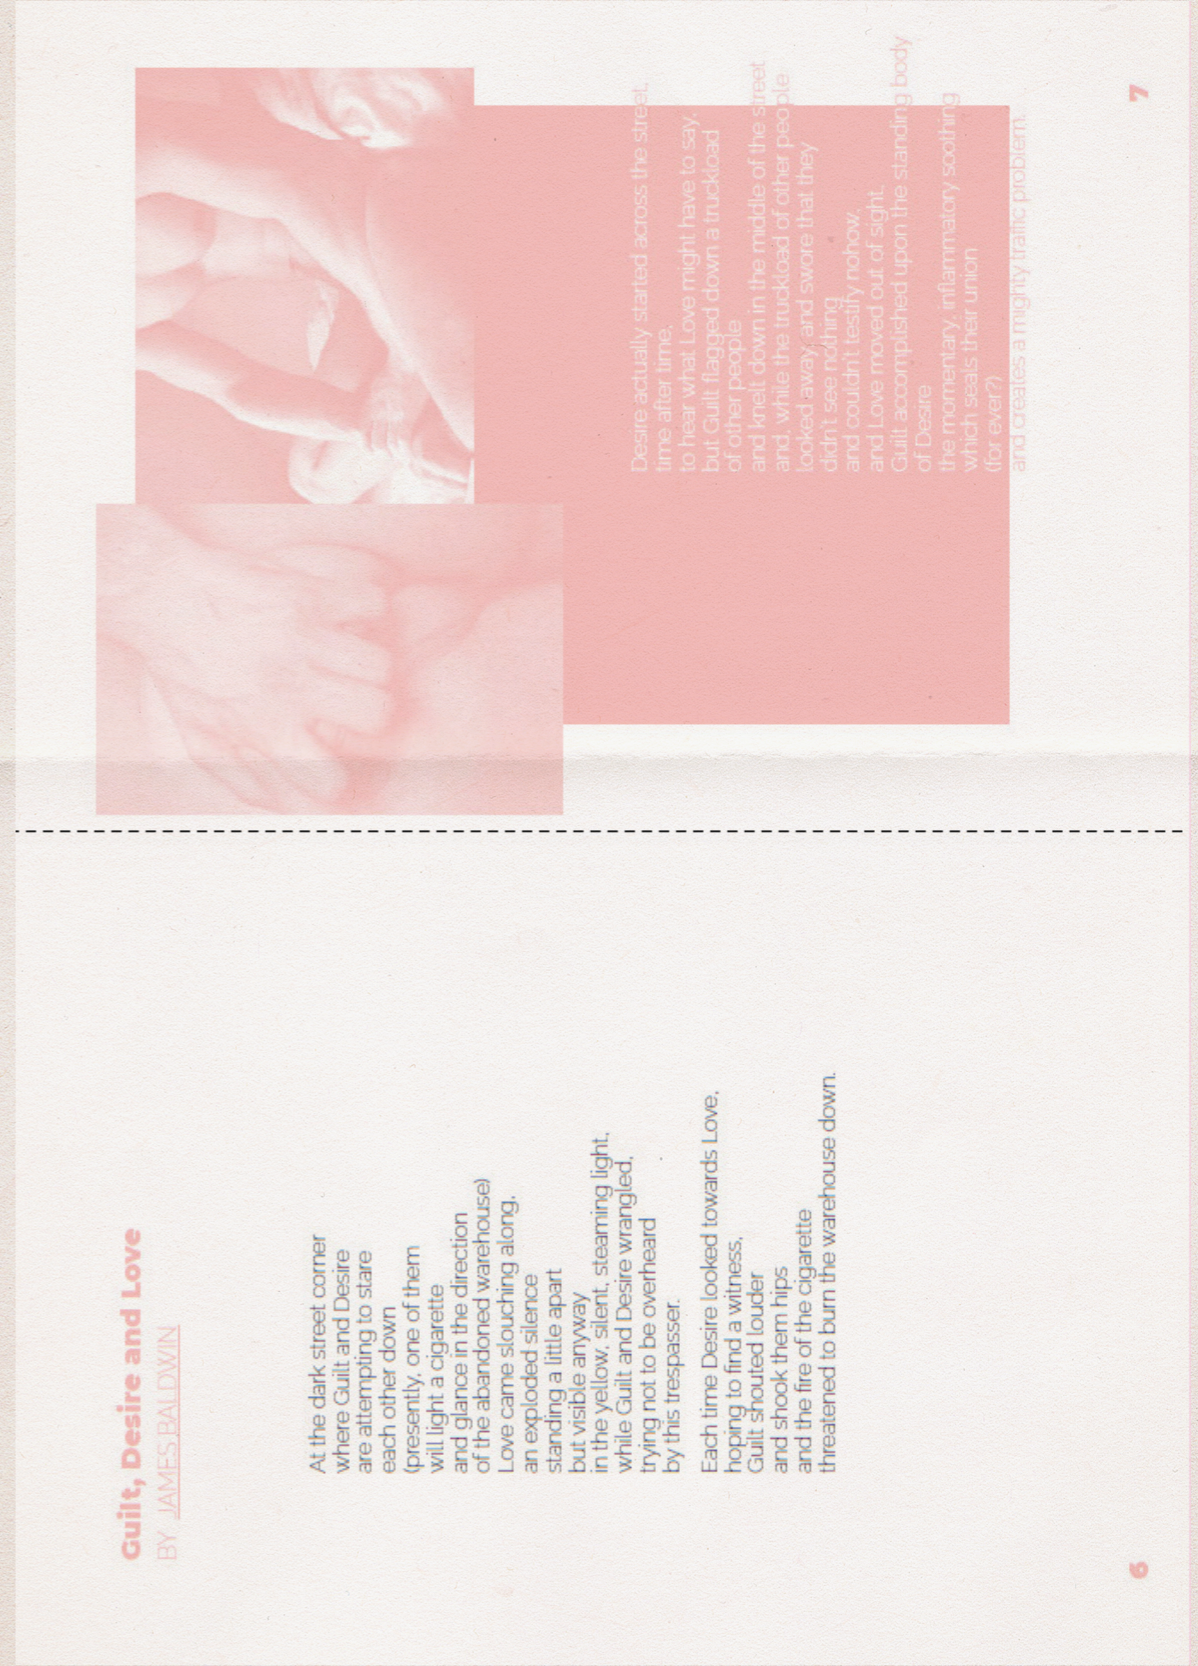 Guilt, Desire and Love
BY JAMES BALDWIN
At the dark street corner
where Guilt and Desire
are attempting to stare
each other down
(presently, one of them
will light a cigarette
and glance in the direction
of the abandoned warehouse)
Love came slouching along,
an exploded silence
standing a little apart
but visible anyway
in the yellow, silent, steaming light,
while Guilt and Desire wrangled,
trying not to be overheard
by this trespasser.
Each time Desire looked towards Love,
hoping to find a witness,
Guilt shouted louder
and shook them hips
and the fire of the cigarette
threatened to burn the warehouse down.
6
Desire actually started across the street,
time after time,
to hear what Love might have to say,
but Guilt flagged down a truckload
of other people
and knelt down in the middle of the street
and, while the truckload of other people
looked away, and swore that they
didn't see nothing
and couldn't testify nohow,
and Love moved out of sight,
Guilt accomplished upon the standing body
of Desire
the momentary, inflammatory soothing
which seals their union
(for ever?)
and creates a mighty traffic problem.
7